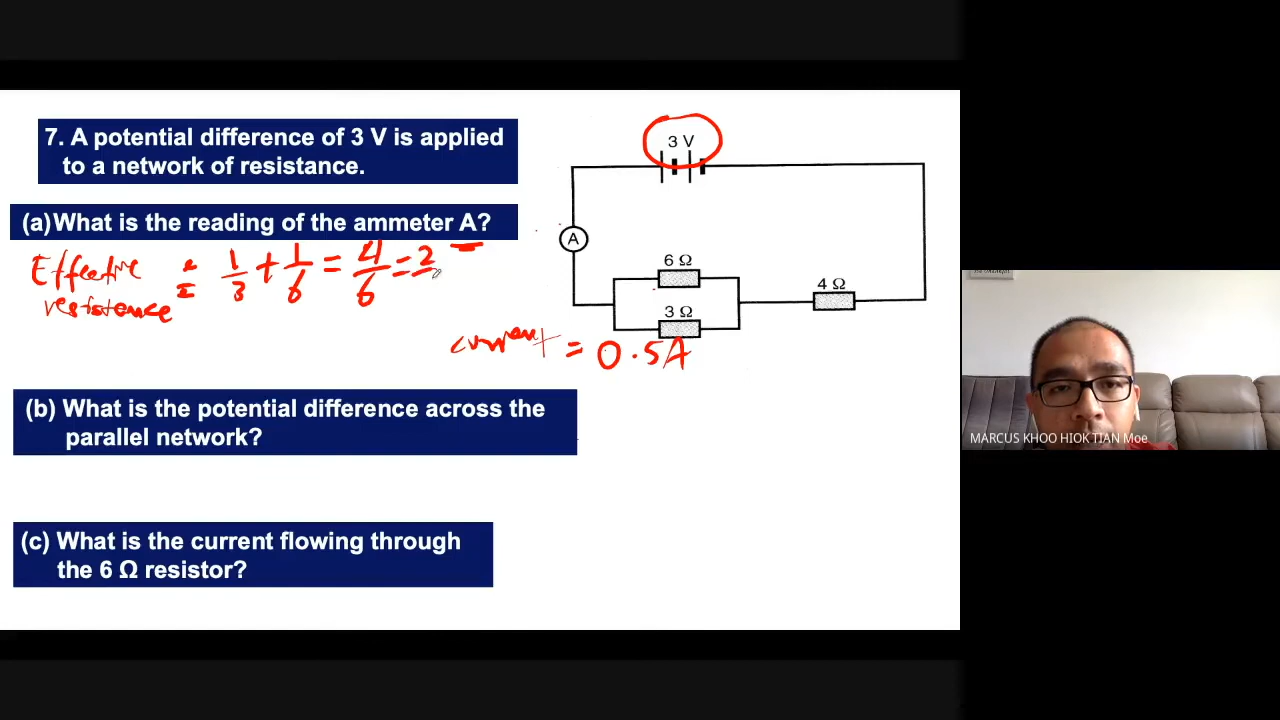 7. A potential difference of 3 V is applied
to a network of resistance.
(a)What is the reading of the ammeter A?
Effective
resistance = 1/3 + 1/6 = 4/6 = 2
current = 0.5A
3 V
A
6 Ω
3 Ω
4 Ω
(b) What is the potential difference across the
parallel network?
(c) What is the current flowing through
the 6 Ω resistor?
MARCUS KHOO HIOK TIAN Moe